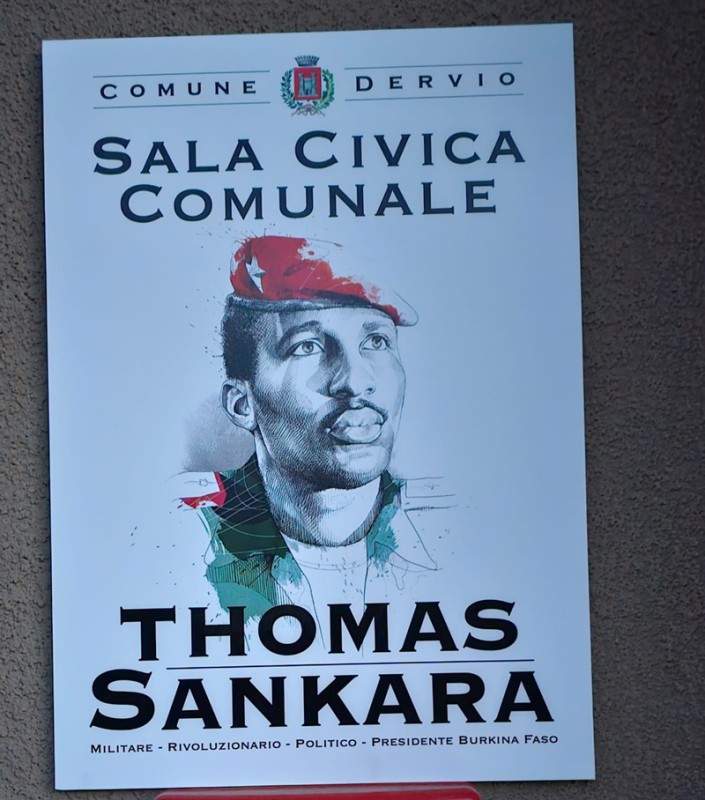 COMUNE DERVIO
SALA CIVICA
COMUNALE
THOMAS
SANKARA
MILITARE - RIVOLUZIONARIO - POLITICO - PRESIDENTE BURKINA FASO